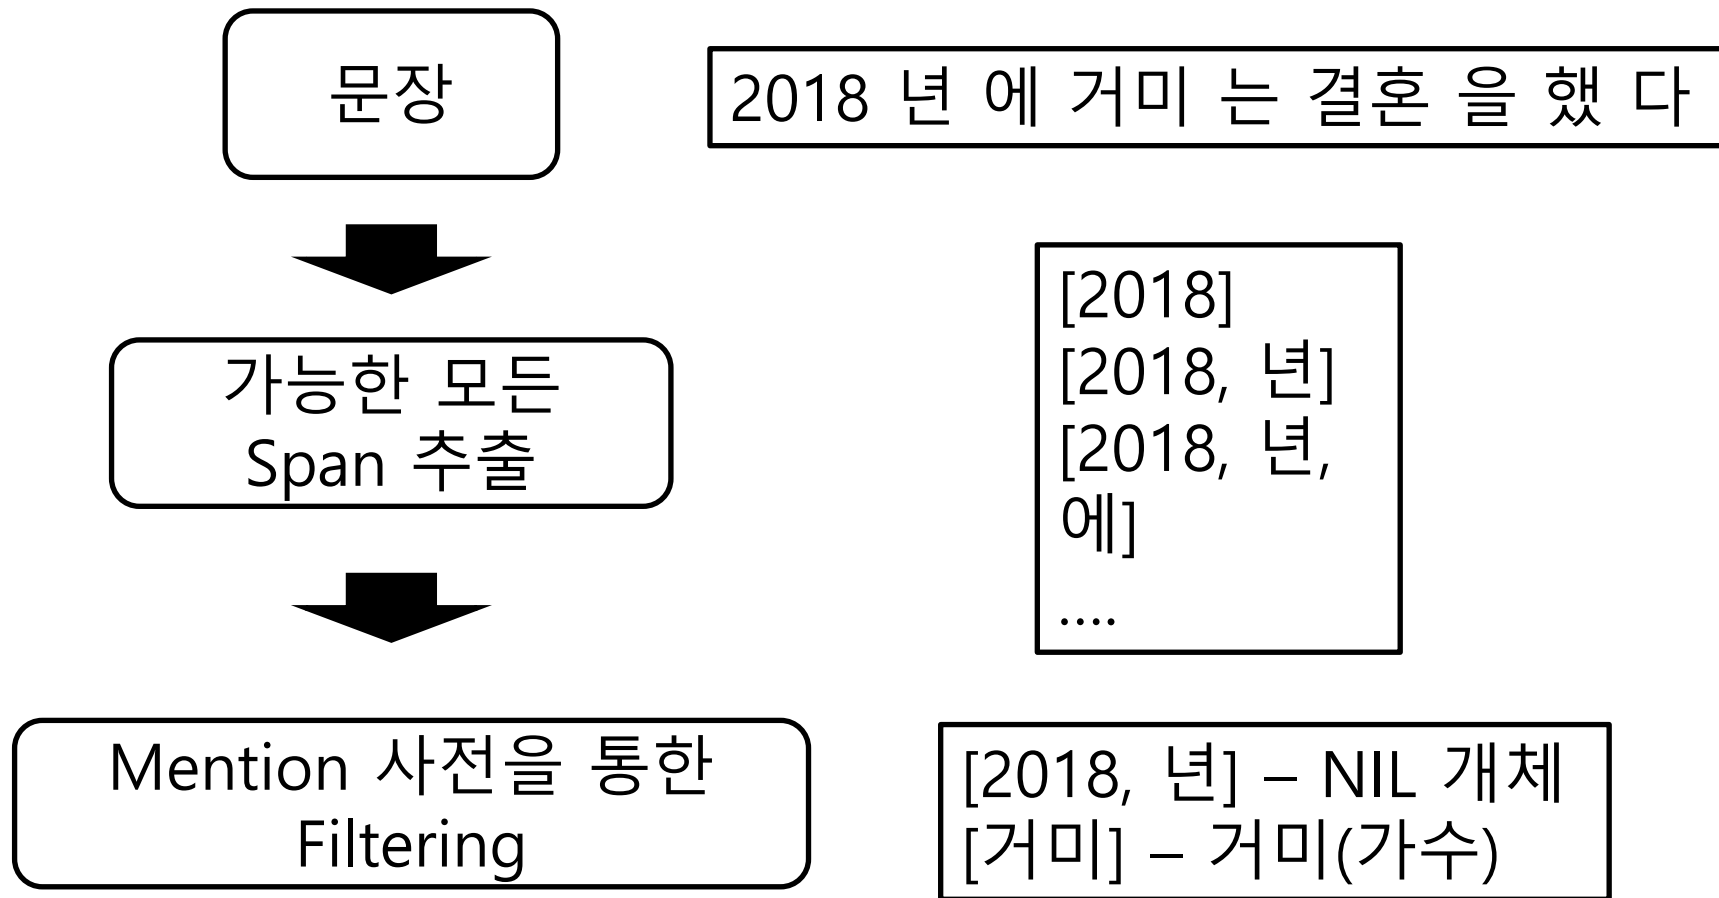 문장
2018 년 에 거미 는 결혼 을 했 다
가능한 모든
Span 추출
[2018]
[2018, 년]
[2018, 년,
에]
....
Mention 사전을 통한
Filtering
[2018, 년] – NIL 개체
[거미] – 거미(가수)